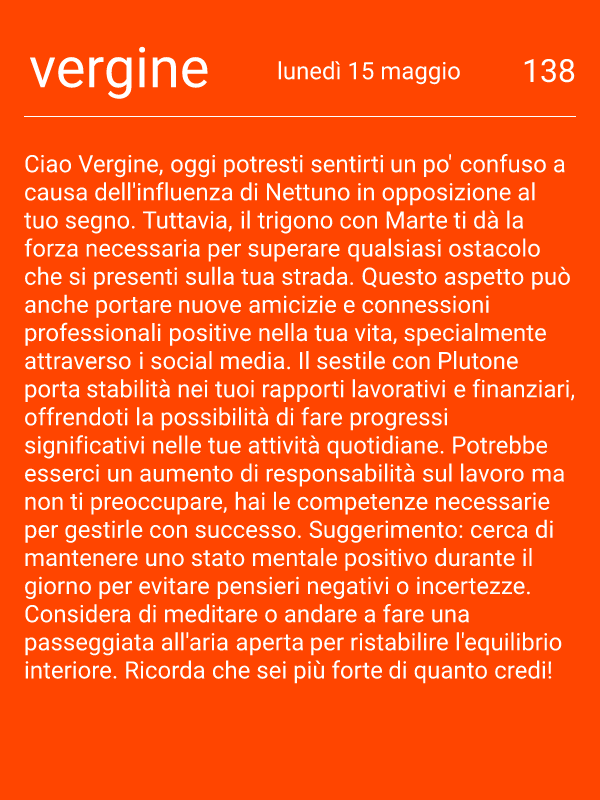 vergine
lunedì 15 maggio
138
Ciao Vergine, oggi potresti sentirti un po' confuso a
causa dell'influenza di Nettuno in opposizione al
tuo segno. Tuttavia, il trigono con Marte ti dà la
forza necessaria per superare qualsiasi ostacolo
che si presenti sulla tua strada. Questo aspetto può
anche portare nuove amicizie e connessioni
professionali positive nella tua vita, specialmente
attraverso i social media. Il sestile con Plutone
porta stabilità nei tuoi rapporti lavorativi e finanziari,
offrendoti la possibilità di fare progressi
significativi nelle tue attività quotidiane. Potrebbe
esserci un aumento di responsabilità sul lavoro ma
non ti preoccupare, hai le competenze necessarie
per gestirle con successo. Suggerimento: cerca di
mantenere uno stato mentale positivo durante il
giorno per evitare pensieri negativi o incertezze.
Considera di meditare o andare a fare una
passeggiata all'aria aperta per ristabilire l'equilibrio
interiore. Ricorda che sei più forte di quanto credi!